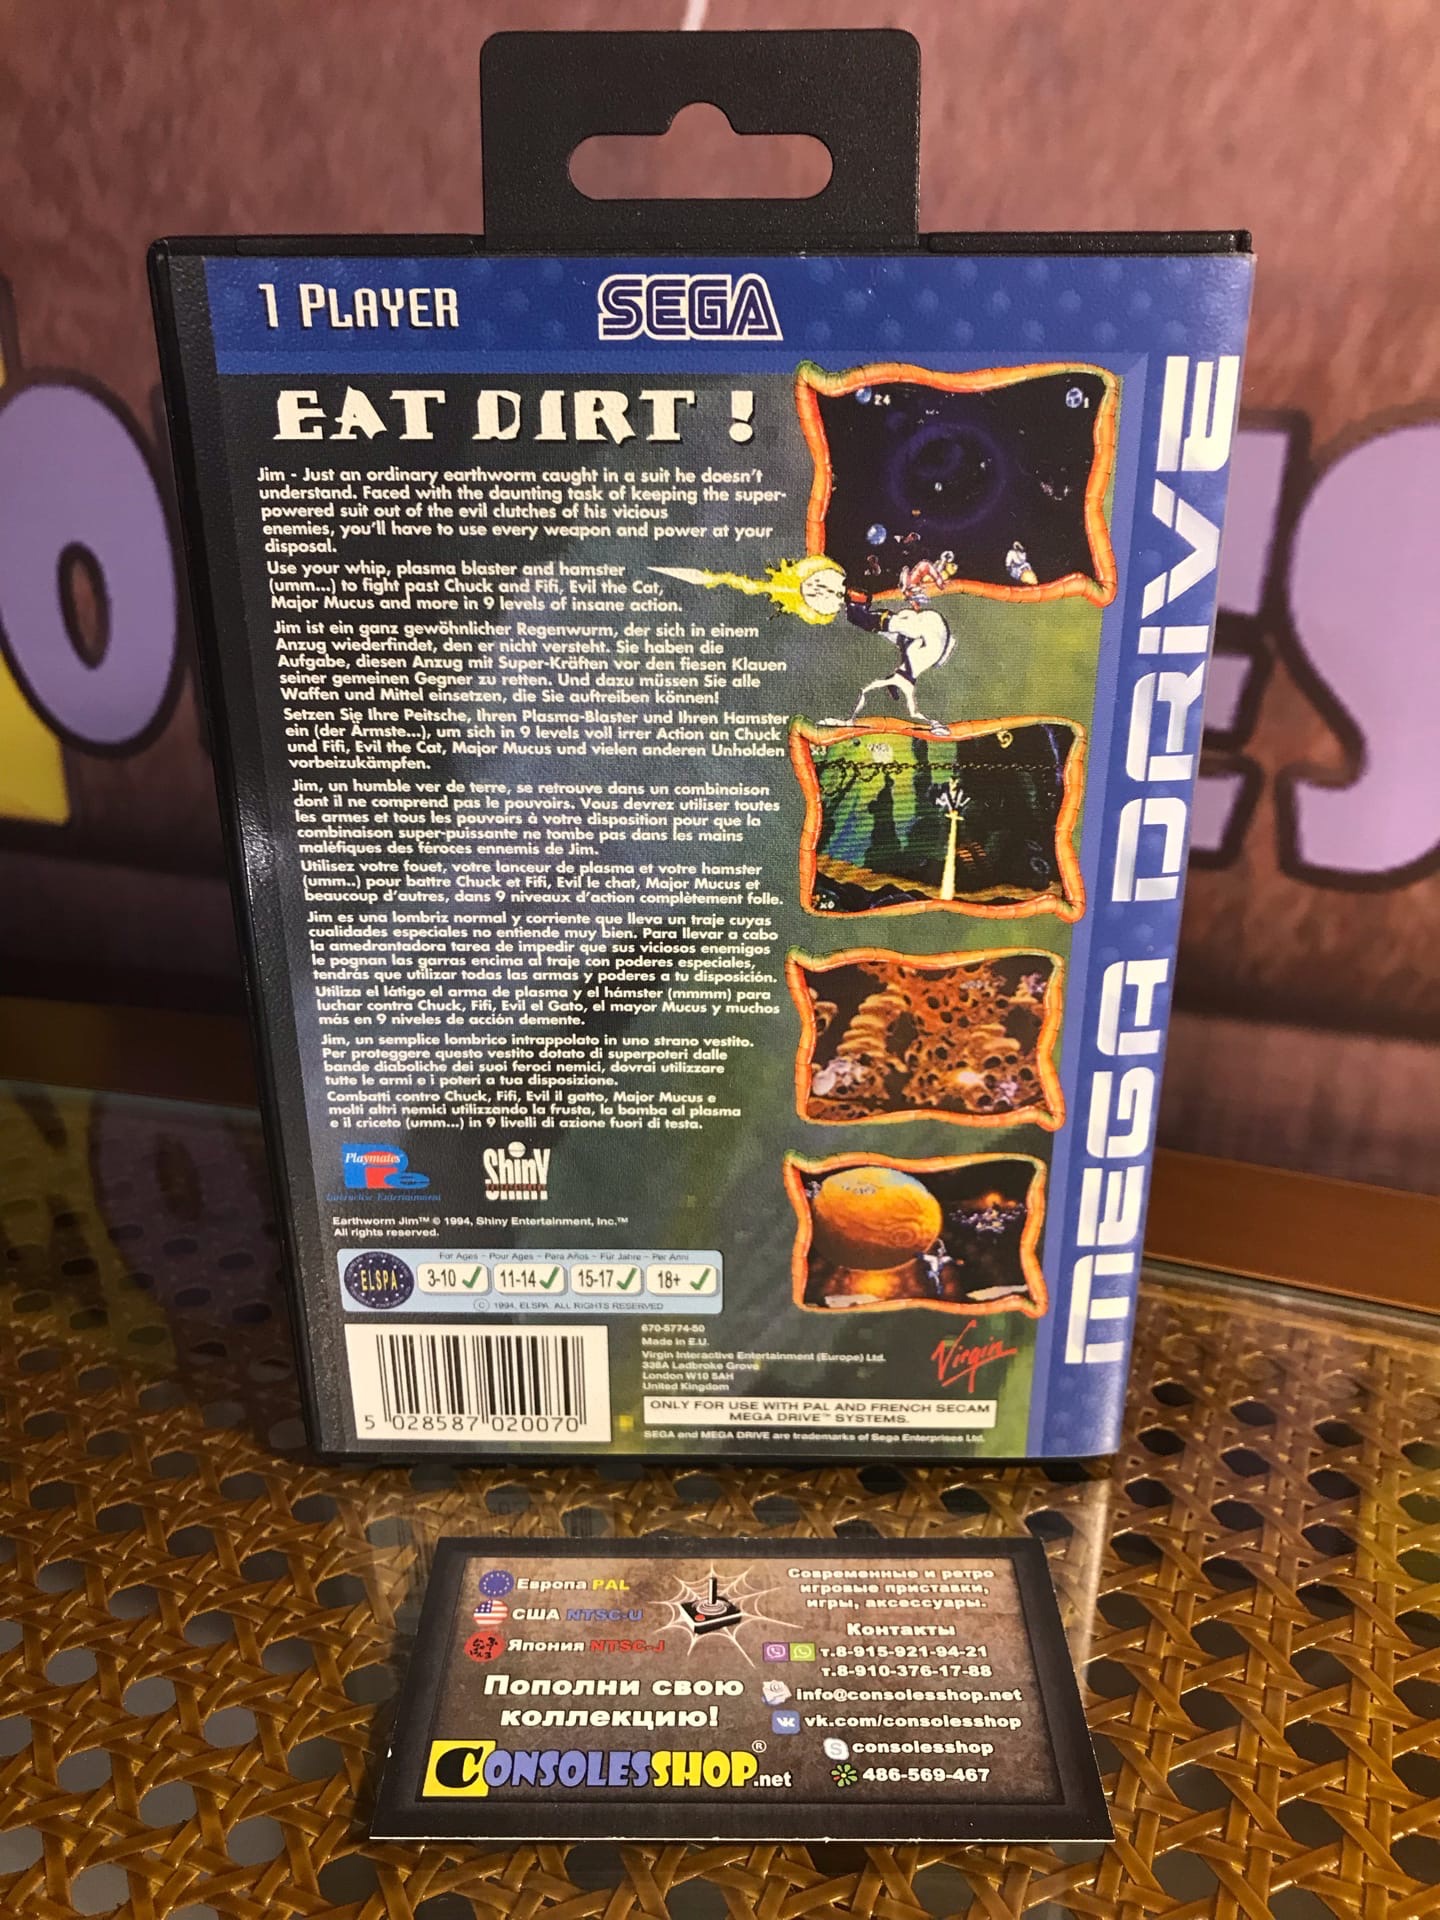 1 PLAYER
SEGA
EAT DIRT !
Jim - Just an ordinary earthworm caught in a suit he doesn't
understand. Faced with the daunting task of keeping the super-
powered suit out of the evil clutches of his vicious
enemies, you'll have to use every weapon and power at your
disposal.
Use your whip, plasma blaster and hamster
(umm...) to fight past Chuck and Fifi, Evil the Cat,
Major Mucus and more in 9 levels of insane action.
Jim ist ein ganz gewöhnlicher Regenwurm, der sich in einem
Anzug wiederfindet, den er nicht versteht. Sie haben die
Aufgabe, diesen Anzug mit Super-Kräften vor den fiesen Klauen
seiner gemeinen Gegner zu retten. Und dazu müssen Sie alle
Waffen und Mittel einsetzen, die Sie auftreiben können!
Setzen Sie Ihre Peitsche, Ihren Plasma-Blaster und Ihren Hamster
ein (der Ärmste...), um sich in 9 levels voll irrer Action an Chuck
und Fifi, Evil the Cat, Major Mucus und vielen anderen Unholden
vorbeizukämpfen.
Jim, un humble ver de terre, se retrouve dans un combinaison
dont il ne comprend pas le pouvoirs. Vous devrez utiliser toutes
les armes et tous les pouvoirs à votre disposition pour que la
combinaison super-puissante ne tombe pas dans les mains
maléfiques des féroces ennemis de Jim.
Utilisez votre fouet, votre lanceur de plasma et votre hamster
(umm..) pour battre Chuck et Fifi, Evil le chat, Major Mucus et
beaucoup d'autres, dans 9 niveaux d'action complètement folle.
Jim es una lombriz normal y corriente que lleva un traje cuyas
cualidades especiales no entiende muy bien. Para llevar a cabo
la amedrantadora tarea de impedir que sus viciosos enemigos
le pognan las garras encima al traje con poderes especiales,
tendrás que utilizar todas las armas y poderes a tu disposición.
Utiliza el látigo el arma de plasma y el hámster (mmmm) para
luchar contra Chuck, Fifi, Evil el Gato, el mayor Mucus y muchos
más en 9 niveles de acción demente.
Jim, un semplice lombrico intrappolato in uno strano vestito.
Per proteggere questo vestito dotato di superpoteri dalle
bande diaboliche dei suoi feroci nemici, dovrai utilizzare
tutte le armi e i poteri a tua disposizione.
Combatti contro Chuck, Fifi, Evil il gatto, Major Mucus e
molti altri nemici utilizzando la frusta, la bomba al plasma
e il criceto (umm...) in 9 livelli di azione fuori di testa.
Playmates
Interactive Entertainment
Shiny
ENTERTAINMENT
Earthworm Jim™ © 1994, Shiny Entertainment, Inc.™
All rights reserved.
For Ages - Pour Ages - Para Años - Für Jahre - Per Anni
ELSPA
3-10 ✓ 11-14 ✓ 15-17 ✓ 18+ ✓
© 1994, ELSPA. ALL RIGHTS RESERVED
5 028587 020070
670-5774-50
Made in E.U.
Virgin Interactive Entertainment (Europe) Ltd.
338A Ladbroke Grove
London W10 5AH
United Kingdom
Virgin
ONLY FOR USE WITH PAL AND FRENCH SECAM
MEGA DRIVE™ SYSTEMS.
SEGA and MEGA DRIVE are trademarks of Sega Enterprises Ltd.
24
1
MEGA DRIVE
Европа PAL
США NTSC-U
Япония NTSC-J
Пополни свою
коллекцию!
CONSOLESSHOP®.net
Современные и ретро
игровые приставки,
игры, аксессуары.
Контакты
т.8-915-921-94-21
т.8-910-376-17-88
info@consolesshop.net
vk.com/consolesshop
consolesshop
486-569-467